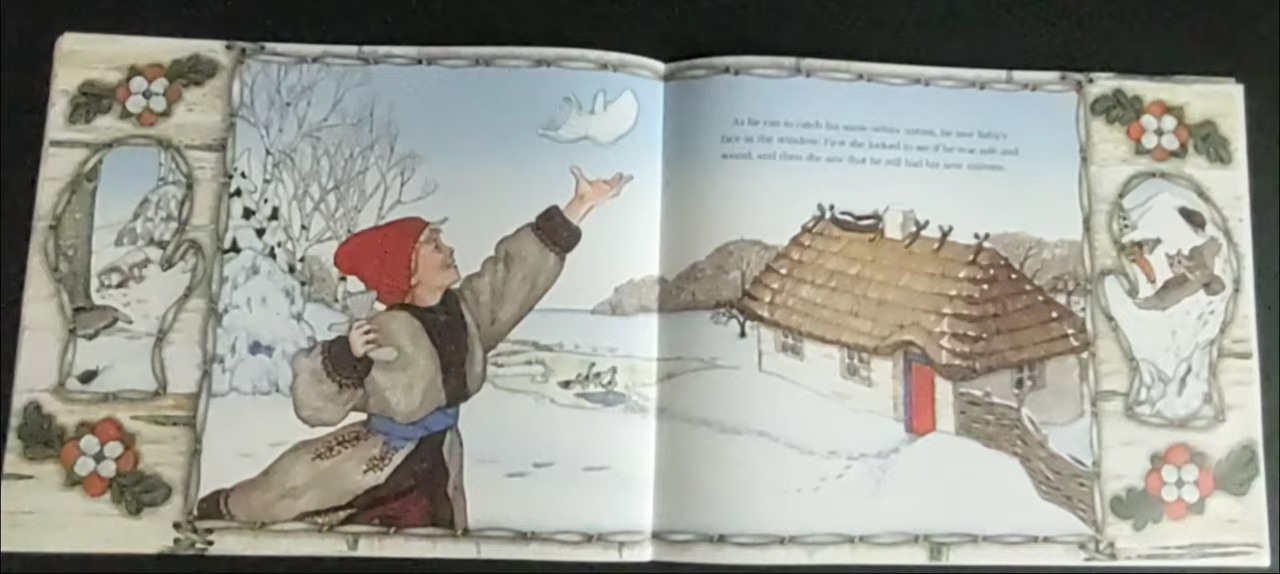 As he ran to catch his snow-white mitten, he saw Baba's
face in the window. First she looked to see if he was safe and
sound, and then she saw that he still had his new mittens.